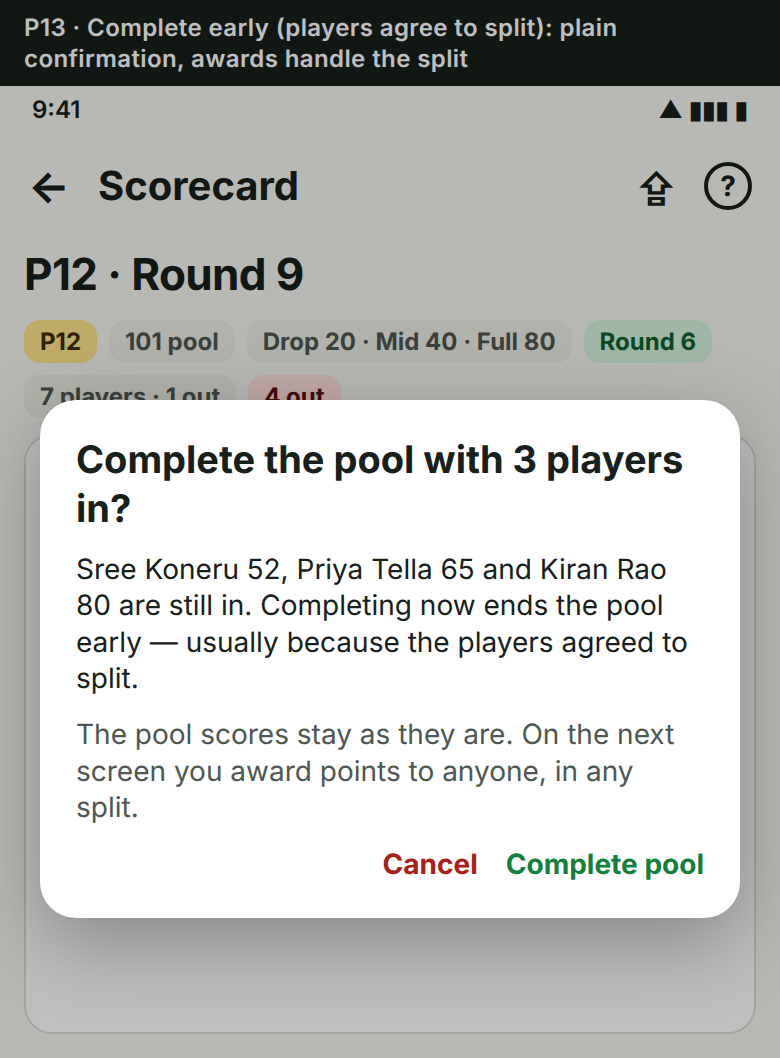 P13 · Complete early (players agree to split): plain
confirmation, awards handle the split
9:41
Scorecard
?
P12 · Round 9
P12 101 pool Drop 20 · Mid 40 · Full 80 Round 6
7 players · 1 out 4 out
Complete the pool with 3 players
in?
Sree Koneru 52, Priya Tella 65 and Kiran Rao
80 are still in. Completing now ends the pool
early — usually because the players agreed to
split.
The pool scores stay as they are. On the next
screen you award points to anyone, in any
split.
Cancel Complete pool